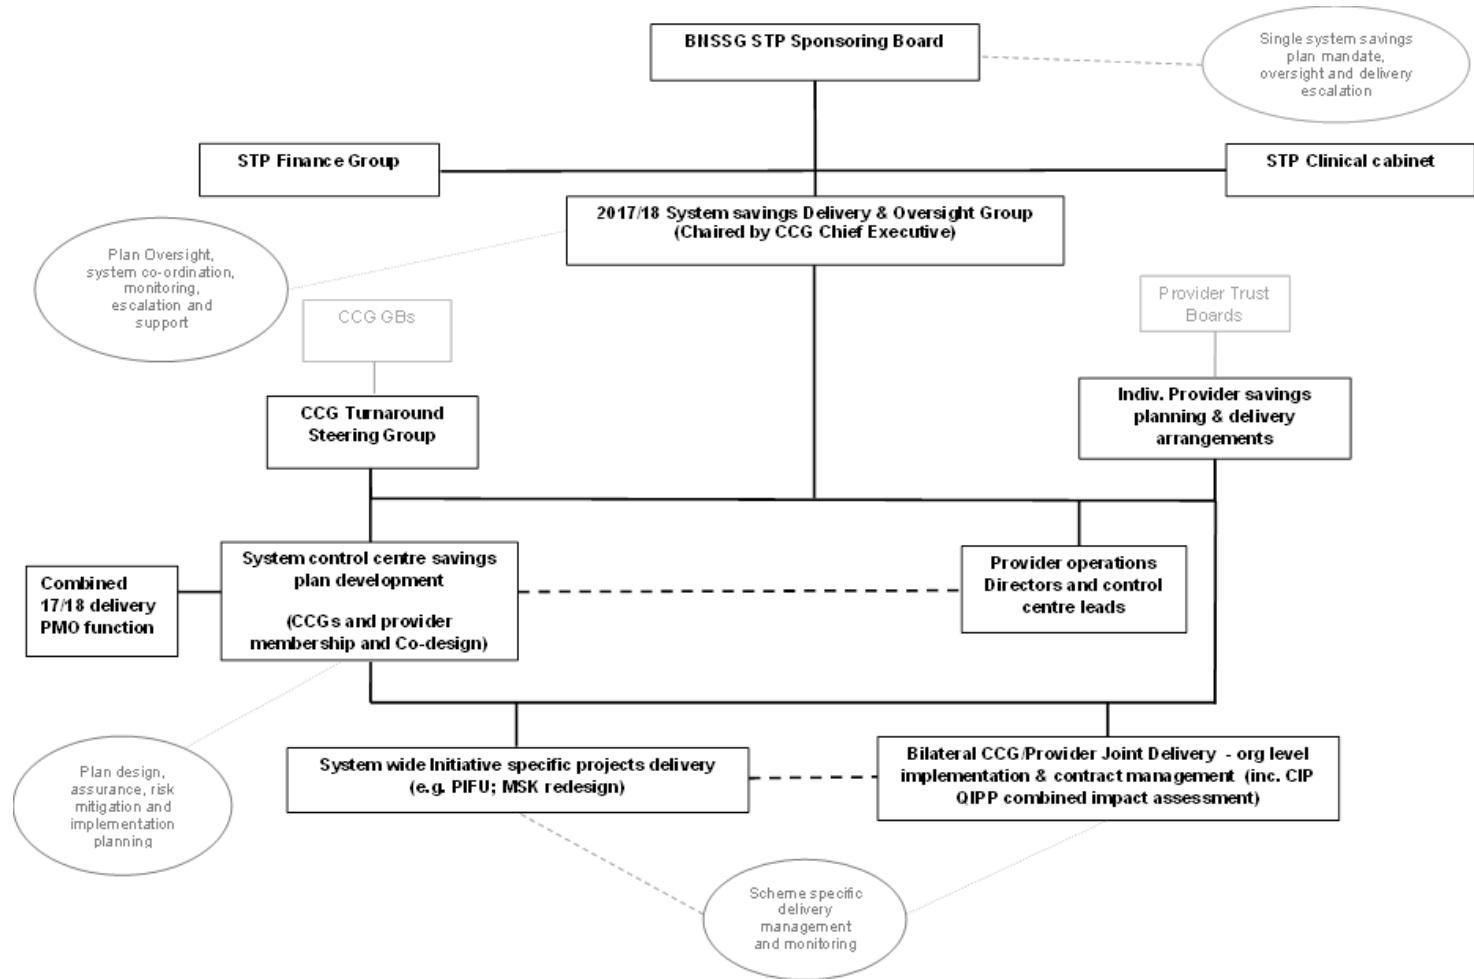 BNSSG STP Sponsoring Board
Single system savings
plan mandate,
oversight and delivery
escalation
STP Finance Group
STP Clinical cabinet
2017/18 System savings Delivery & Oversight Group
(Chaired by CCG Chief Executive)
Plan Oversight,
system co-ordination,
monitoring,
escalation and
support
CCG GBs
Provider Trust
Boards
CCG Turnaround
Steering Group
Indiv. Provider savings
planning & delivery
arrangements
Combined
17/18 delivery
PMO function
System control centre savings
plan development
(CCGs and provider
membership and Co-design)
Provider operations
Directors and control
centre leads
System wide Initiative specific projects delivery
(e.g. PIFU; MSK redesign)
Bilateral CCG/Provider Joint Delivery - org level
implementation & contract management (inc. CIP
QIPP combined impact assessment)
Plan design,
assurance, risk
mitigation and
implementation
planning
Scheme specific
delivery
management
and monitoring